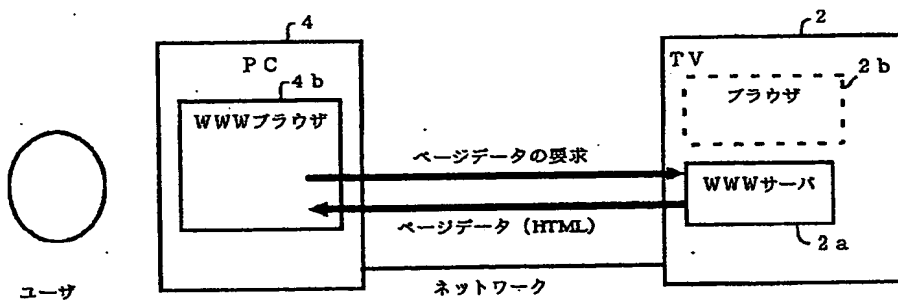 4
PC
4b
WWWブラウザ
2
TV
2b
ブラウザ
ページデータの要求
WWWサーバ
ページデータ（HTML）
2a
ネットワーク
ユーザ